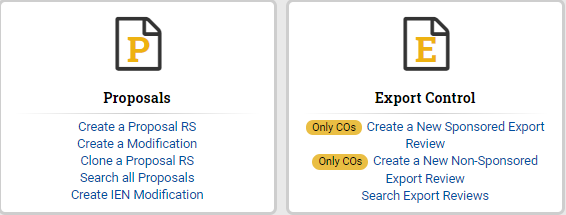 P
Proposals
Create a Proposal RS
Create a Modification
Clone a Proposal RS
Search all Proposals
Create IEN Modification
E
Export Control
Only COs Create a New Sponsored Export
Review
Only COs Create a New Non-Sponsored
Export Review
Search Export Reviews